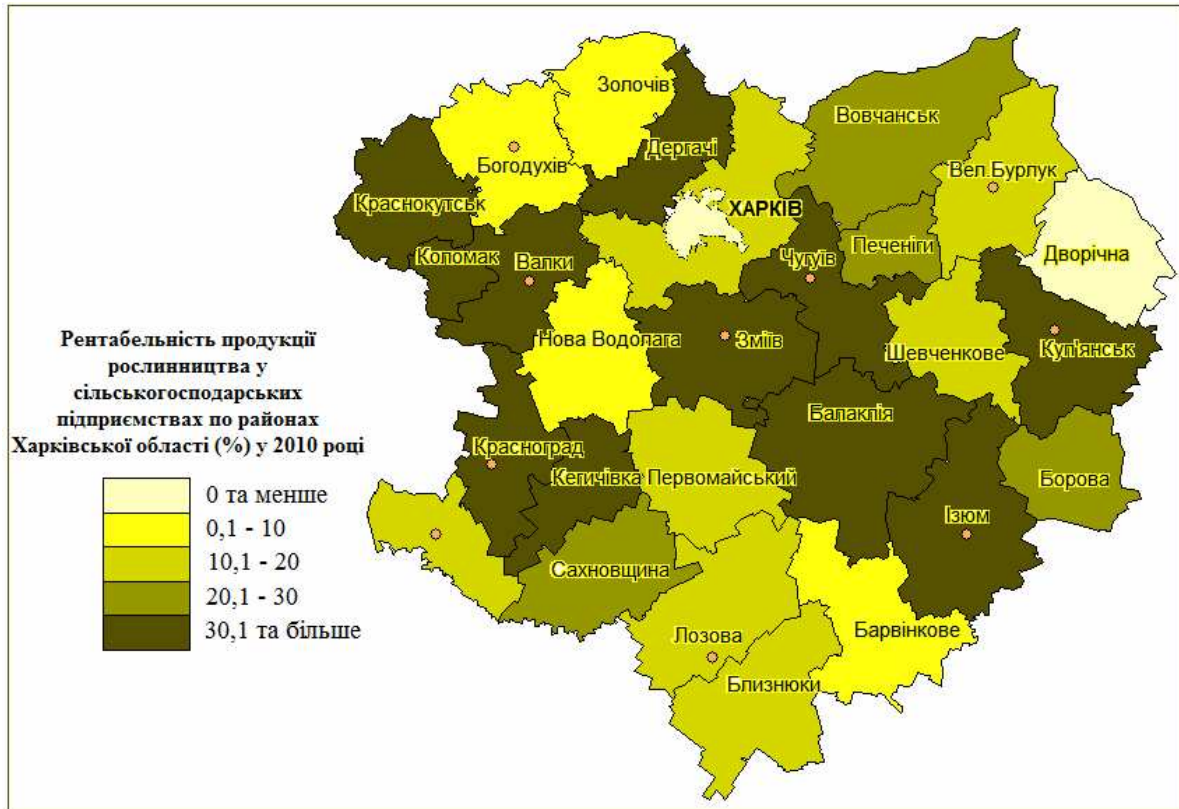 Золочів
Вовчанськ
Дергачі
Богодухів
Вел.Бурлук
Краснокутськ
ХАРКІВ
Печеніги
Дворічна
Коломак
Валки
Чугуїв
Нова Водолага
Зміїв
Шевченкове
Куп'янськ
Рентабельність продукції
рослинництва у
сільськогосподарських
підприємствах по районах
Харківської області (%) у 2010 році
Балаклія
Красноград
Кегичівка
Первомайський
Борова
0 та менше
0,1 - 10
10,1 - 20
20,1 - 30
30,1 та більше
Ізюм
Сахновщина
Лозова
Барвінкове
Близнюки